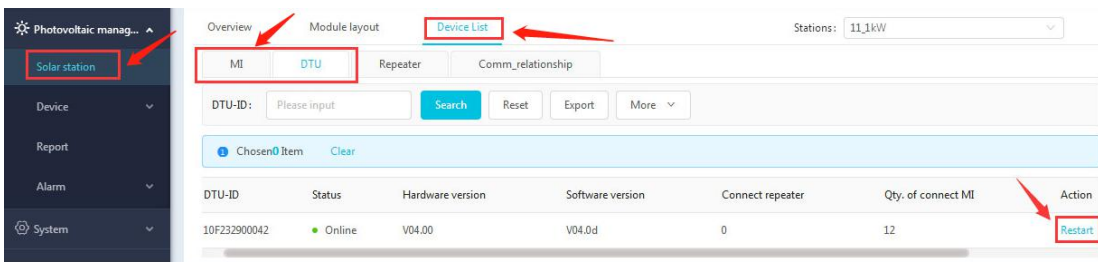 Photovoltaic manag...
Solar station
Device
Report
Alarm
System
Overview Module layout Device List Stations: 11_1kW
MI DTU Repeater Comm_relationship
DTU-ID: Please input Search Reset Export More
Chosen0 Item Clear
DTU-ID Status Hardware version Software version Connect repeater Qty. of connect MI Action
10F232900042 Online V04.00 V04.0d 0 12 Restart